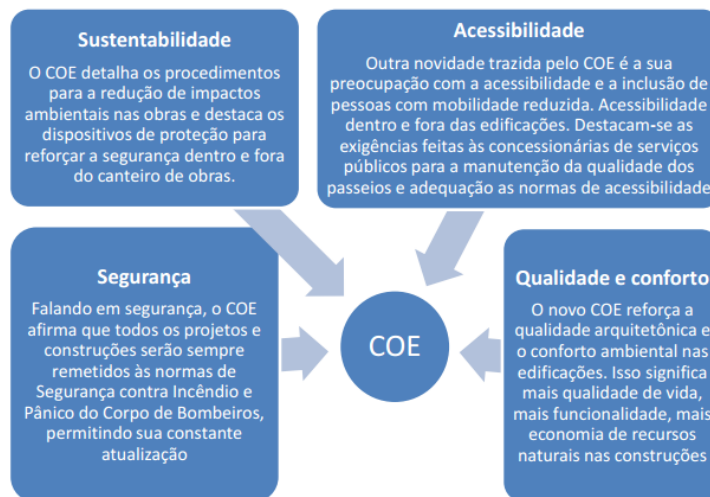 Sustentabilidade
O COE detalha os procedimentos
para a redução de impactos
ambientais nas obras e destaca os
dispositivos de proteção para
reforçar a segurança dentro e fora
do canteiro de obras.
Acessibilidade
Outra novidade trazida pelo COE é a sua
preocupação com a acessibilidade e a inclusão de
pessoas com mobilidade reduzida. Acessibilidade
dentro e fora das edificações. Destacam-se as
exigências feitas às concessionárias de serviços
públicos para a manutenção da qualidade dos
passeios e adequação as normas de acessibilidade
Segurança
Falando em segurança, o COE
afirma que todos os projetos e
construções serão sempre
remetidos às normas de
Segurança contra Incêndio e
Pânico do Corpo de Bombeiros,
permitindo sua constante
atualização
COE
Qualidade e conforto
O novo COE reforça a
qualidade arquitetônica e
o conforto ambiental nas
edificações. Isso significa
mais qualidade de vida,
mais funcionalidade, mais
economia de recursos
naturais nas construções